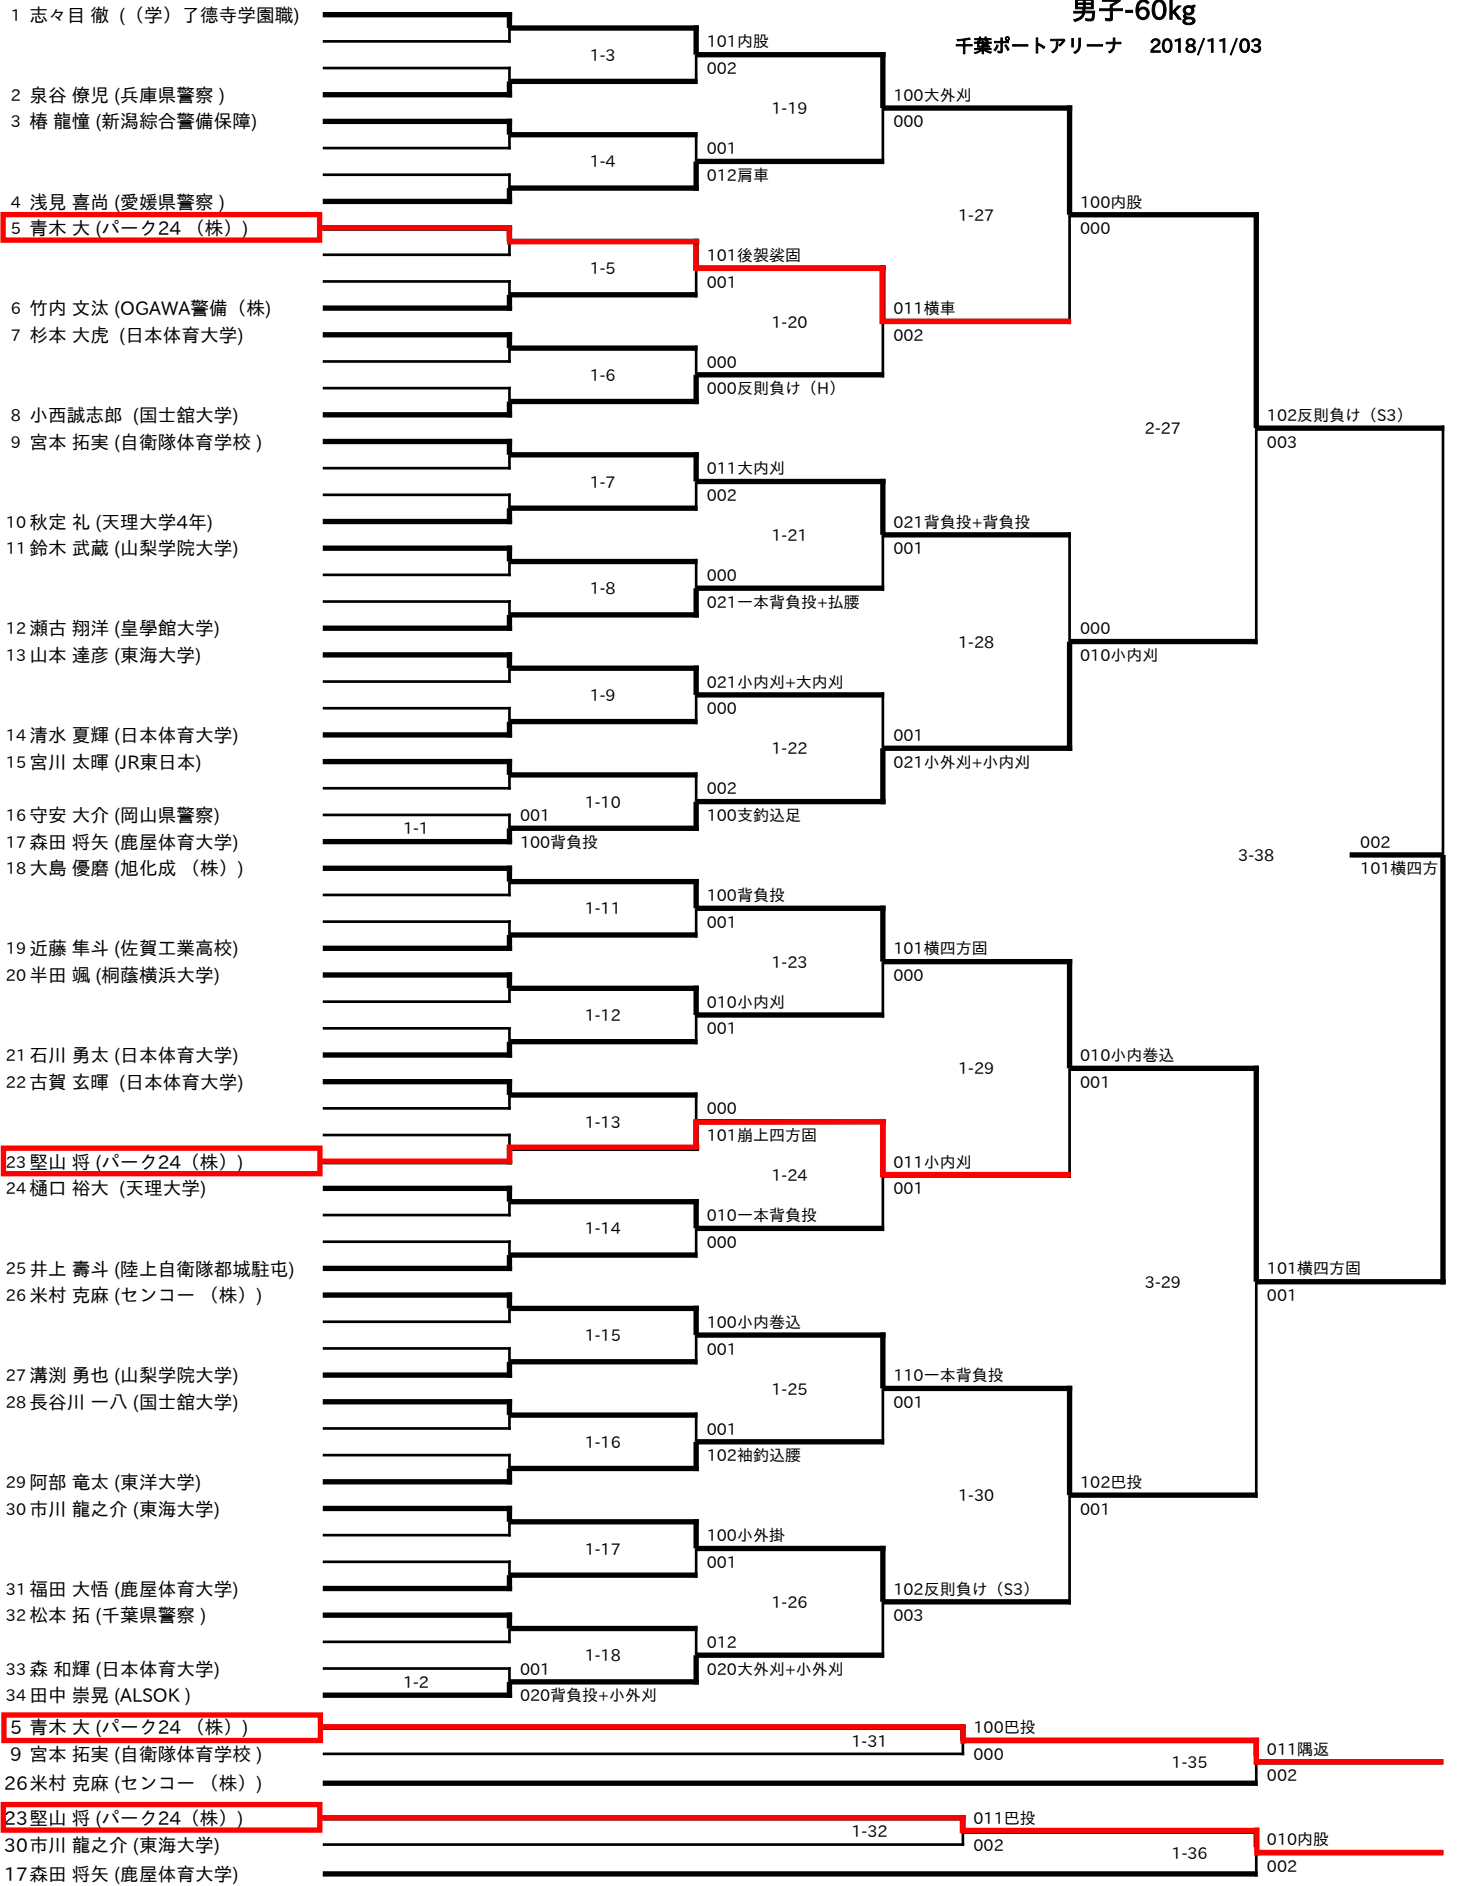 男子-60kg
千葉ポートアリーナ　2018/11/03
1 志々目 徹 (（学）了德寺学園職)
2 泉谷 僚児 (兵庫県警察 )
3 椿 龍憧 (新潟綜合警備保障)
4 浅見 喜尚 (愛媛県警察 )
5 青木 大 (パーク24 （株）)
6 竹内 文汰 (OGAWA警備（株)
7 杉本 大虎 (日本体育大学)
8 小西誠志郎 (国士舘大学)
9 宮本 拓実 (自衛隊体育学校 )
10 秋定 礼 (天理大学4年)
11 鈴木 武蔵 (山梨学院大学)
12 瀬古 翔洋 (皇學館大学)
13 山本 達彦 (東海大学)
14 清水 夏輝 (日本体育大学)
15 宮川 太暉 (JR東日本)
16 守安 大介 (岡山県警察)
17 森田 将矢 (鹿屋体育大学)
18 大島 優磨 (旭化成 （株）)
19 近藤 隼斗 (佐賀工業高校)
20 半田 颯 (桐蔭横浜大学)
21 石川 勇太 (日本体育大学)
22 古賀 玄暉 (日本体育大学)
23 堅山 将 (パーク24（株）)
24 樋口 裕大 (天理大学)
25 井上 壽斗 (陸上自衛隊都城駐屯)
26 米村 克麻 (センコー （株）)
27 溝渕 勇也 (山梨学院大学)
28 長谷川 一八 (国士舘大学)
29 阿部 竜太 (東洋大学)
30 市川 龍之介 (東海大学)
31 福田 大悟 (鹿屋体育大学)
32 松本 拓 (千葉県警察 )
33 森 和輝 (日本体育大学)
34 田中 崇晃 (ALSOK )
1-1
001
100背負投
1-2
001
020背負投+小外刈
1-3
101内股
002
1-4
001
012肩車
1-5
101後袈裟固
001
1-6
000
000反則負け（H）
1-7
011大内刈
002
1-8
000
021一本背負投+払腰
1-9
021小内刈+大内刈
000
1-10
002
100支釣込足
1-11
100背負投
001
1-12
010小内刈
001
1-13
000
101崩上四方固
1-14
010一本背負投
000
1-15
100小内巻込
001
1-16
001
102袖釣込腰
1-17
100小外掛
001
1-18
012
020大外刈+小外刈
1-19
100大外刈
000
1-20
011横車
002
1-21
021背負投+背負投
001
1-22
001
021小外刈+小内刈
1-23
101横四方固
000
1-24
011小内刈
001
1-25
110一本背負投
001
1-26
102反則負け（S3）
003
1-27
100内股
000
1-28
000
010小内刈
1-29
010小内巻込
001
1-30
102巴投
001
2-27
102反則負け（S3）
003
3-29
101横四方固
001
3-38
002
101横四方
5 青木 大 (パーク24 （株）)
9 宮本 拓実 (自衛隊体育学校 )
26 米村 克麻 (センコー （株）)
1-31
100巴投
000
1-35
011隅返
002
23 堅山 将 (パーク24（株）)
30 市川 龍之介 (東海大学)
17 森田 将矢 (鹿屋体育大学)
1-32
011巴投
002
1-36
010内股
002